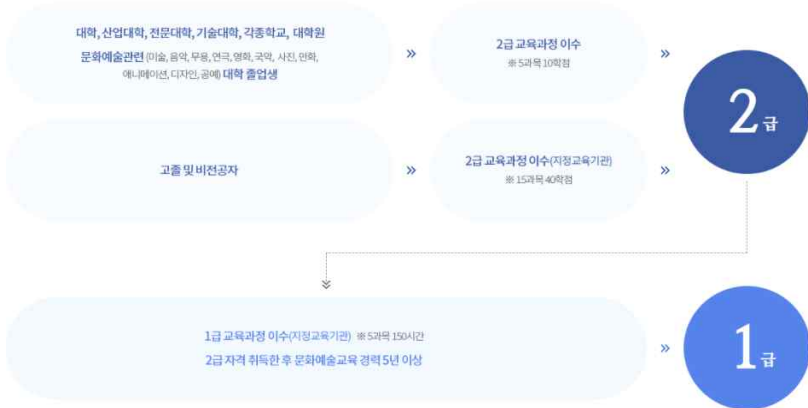 대학, 산업대학, 전문대학, 기술대학, 각종학교, 대학원
문화예술관련 (미술, 음악, 무용, 연극, 영화, 국악, 사진, 만화,
애니메이션, 디자인, 공예) 대학 졸업생
»
2급 교육과정 이수
※ 5과목 10학점
»
2급
고졸 및 비전공자
»
2급 교육과정 이수(지정교육기관)
※ 15과목 40학점
»
1급 교육과정 이수(지정교육기관) ※ 5과목 150시간
2급 자격 취득한 후 문화예술교육 경력 5년 이상
»
1급